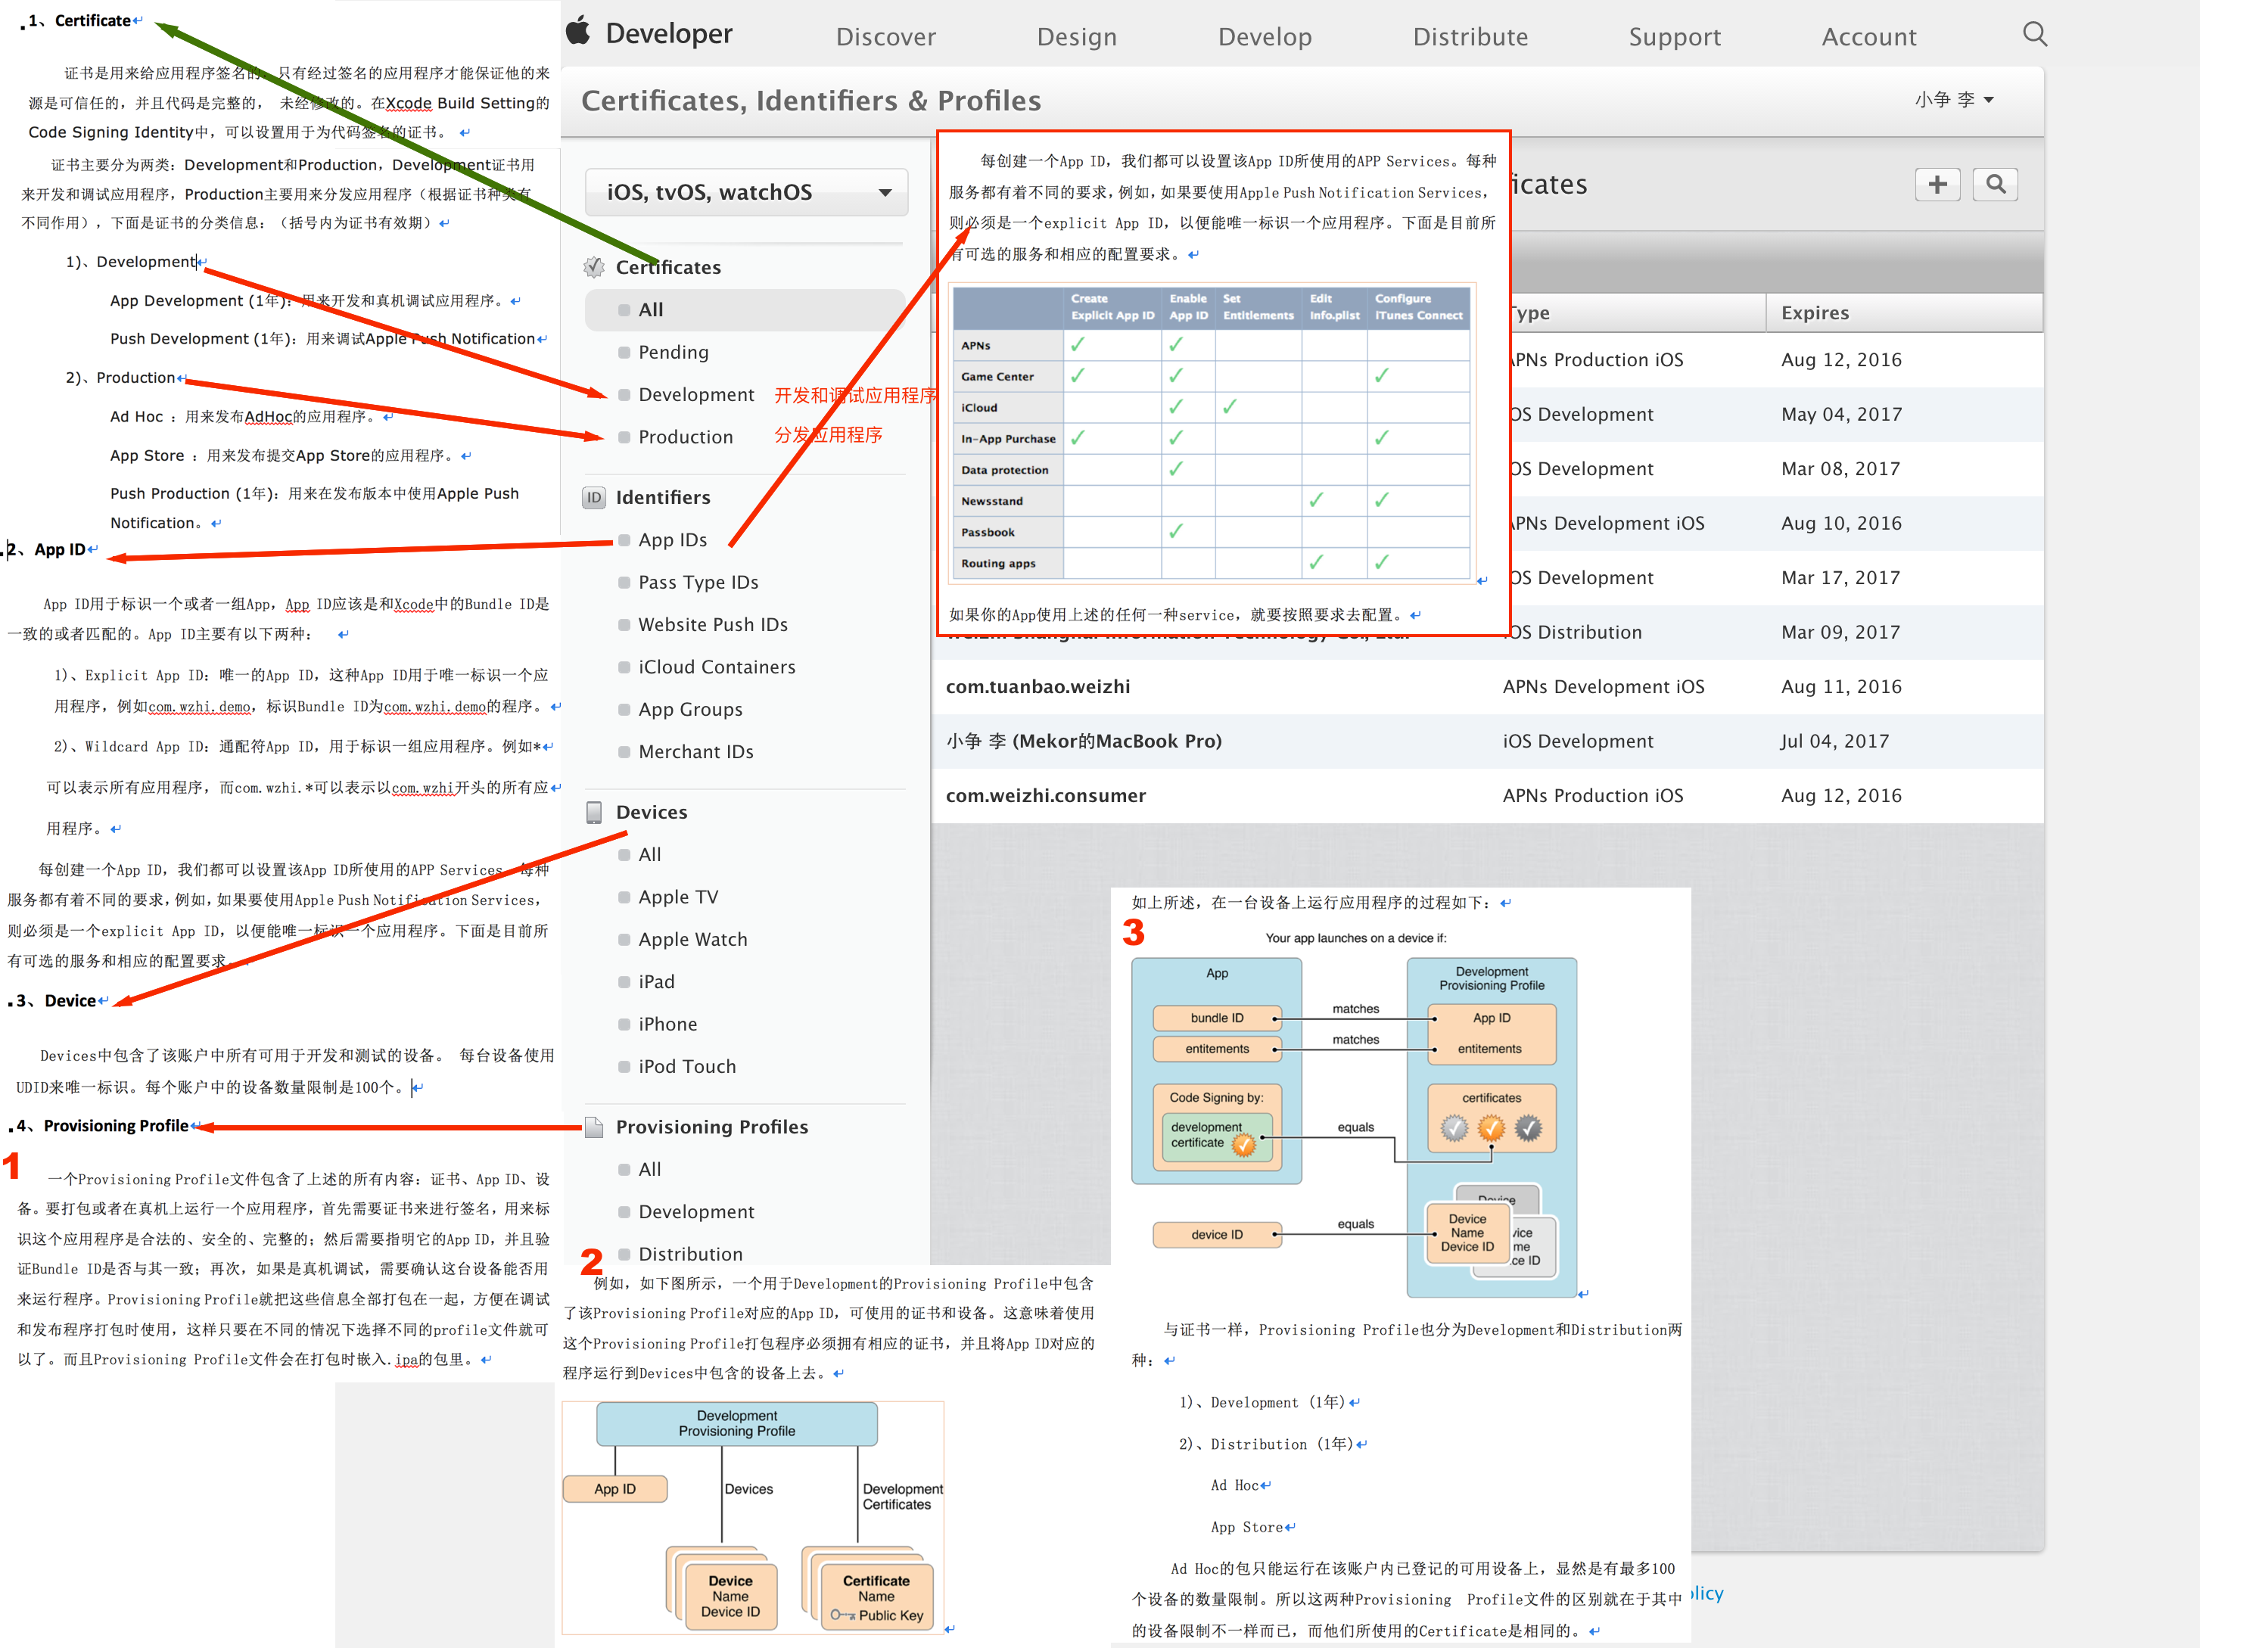 1、Certificate
证书是用来给应用程序签名的，只有经过签名的应用程序才能保证他的来
源是可信任的，并且代码是完整的， 未经修改的。在Xcode Build Setting的
Code Signing Identity中，可以设置用于为代码签名的证书。
证书主要分为两类：Development和Production，Development证书用
来开发和调试应用程序，Production主要用来分发应用程序（根据证书种类有
不同作用），下面是证书的分类信息：（括号内为证书有效期）
1)、Development
App Development (1年)：用来开发和真机调试应用程序。
Push Development (1年)：用来调试Apple Push Notification
2)、Production
Ad Hoc ：用来发布AdHoc的应用程序。
App Store ：用来发布提交App Store的应用程序。
Push Production (1年)：用来在发布版本中使用Apple Push
Notification。
2、App ID
App ID用于标识一个或者一组App，App ID应该是和Xcode中的Bundle ID是
一致的或者匹配的。App ID主要有以下两种：
1)、Explicit App ID：唯一的App ID，这种App ID用于唯一标识一个应
用程序，例如com.wzhi.demo，标识Bundle ID为com.wzhi.demo的程序。
2)、Wildcard App ID：通配符App ID，用于标识一组应用程序。例如*
可以表示所有应用程序，而com.wzhi.*可以表示以com.wzhi开头的所有应
用程序。
每创建一个App ID，我们都可以设置该App ID所使用的APP Services。每种
服务都有着不同的要求，例如，如果要使用Apple Push Notification Services，
则必须是一个explicit App ID，以便能唯一标识一个应用程序。下面是目前所
有可选的服务和相应的配置要求。
3、Device
Devices中包含了该账户中所有可用于开发和测试的设备。 每台设备使用
UDID来唯一标识。每个账户中的设备数量限制是100个。
4、Provisioning Profile
1
一个Provisioning Profile文件包含了上述的所有内容：证书、App ID、设
备。要打包或者在真机上运行一个应用程序，首先需要证书来进行签名，用来标
识这个应用程序是合法的、安全的、完整的；然后需要指明它的App ID，并且验
证Bundle ID是否与其一致；再次，如果是真机调试，需要确认这台设备能否用
来运行程序。Provisioning Profile就把这些信息全部打包在一起，方便在调试
和发布程序打包时使用，这样只要在不同的情况下选择不同的profile文件就可
以了。而且Provisioning Profile文件会在打包时嵌入.ipa的包里。
Developer
Discover
Design
Develop
Distribute
Support
Account
Certificates, Identifiers & Profiles
小争 李
iOS, tvOS, watchOS
Certificates
All
Pending
Development 开发和调试应用程序
Production 分发应用程序
ID Identifiers
App IDs
Pass Type IDs
Website Push IDs
iCloud Containers
App Groups
Merchant IDs
Devices
All
Apple TV
Apple Watch
iPad
iPhone
iPod Touch
Provisioning Profiles
All
Development
Distribution
每创建一个App ID，我们都可以设置该App ID所使用的APP Services。每种
服务都有着不同的要求，例如，如果要使用Apple Push Notification Services，
则必须是一个explicit App ID，以便能唯一标识一个应用程序。下面是目前所
有可选的服务和相应的配置要求。
Create Explicit App ID
Enable App ID
Set Entitlements
Edit Info.plist
Configure iTunes Connect
APNs ✓ ✓
Game Center ✓ ✓ ✓
iCloud ✓ ✓
In-App Purchase ✓ ✓ ✓
Data protection ✓
Newsstand ✓ ✓
Passbook ✓
Routing apps ✓ ✓
如果你的App使用上述的任何一种service，就要按照要求去配置。
icates
ype Expires
APNs Production iOS Aug 12, 2016
iOS Development May 04, 2017
iOS Development Mar 08, 2017
APNs Development iOS Aug 10, 2016
iOS Development Mar 17, 2017
iOS Distribution Mar 09, 2017
com.tuanbao.weizhi APNs Development iOS Aug 11, 2016
小争 李 (Mekor的MacBook Pro) iOS Development Jul 04, 2017
com.weizhi.consumer APNs Production iOS Aug 12, 2016
2
例如，如下图所示，一个用于Development的Provisioning Profile中包含
了该Provisioning Profile对应的App ID，可使用的证书和设备。这意味着使用
这个Provisioning Profile打包程序必须拥有相应的证书，并且将App ID对应的
程序运行到Devices中包含的设备上去。
Development
Provisioning Profile
App ID
Devices
Development
Certificates
Device
Name
Device ID
Certificate
Name
Public Key
如上所述，在一台设备上运行应用程序的过程如下：
3
Your app launches on a device if:
App
Development
Provisioning Profile
bundle ID matches App ID
entitements matches entitements
Code Signing by:
development
certificate
equals
certificates
device ID equals
Device
Name
Device ID
Device
vice
me
ce ID
与证书一样，Provisioning Profile也分为Development和Distribution两
种：
1)、Development (1年)
2)、Distribution (1年)
Ad Hoc
App Store
Ad Hoc的包只能运行在该账户内已登记的可用设备上，显然是有最多100
个设备的数量限制。所以这两种Provisioning Profile文件的区别就在于其中
的设备限制不一样而已，而他们所使用的Certificate是相同的。
olicy